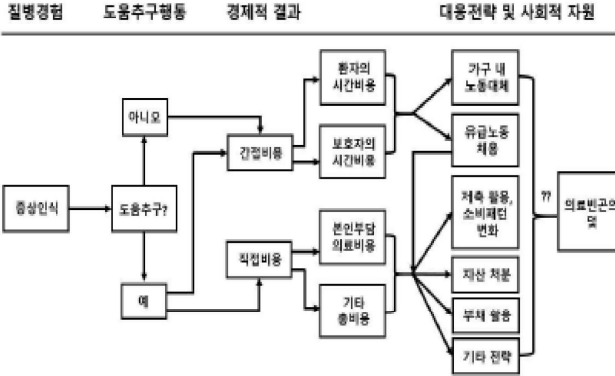 질병경험 도움추구행동 경제적 결과 대응전략 및 사회적 자원
환자의
시간비용
가구 내
노동대체
아니오
간접비용
보호자의
시간비용
유급노동
채용
증상인식
도움추구?
저축 활용,
소비패턴
변화
??
의료빈곤의
덫
본인부담
의료비용
직접비용
자산 처분
예
기타
총비용
부채 활용
기타 전략